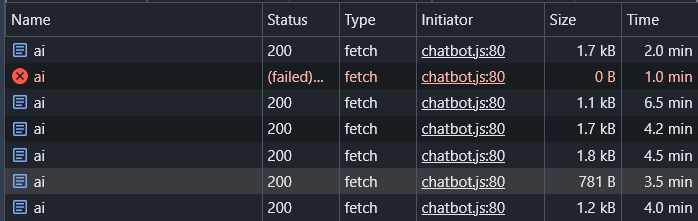 Name Status Type Initiator Size Time
ai 200 fetch chatbot.js:80 1.7 kB 2.0 min
ai (failed)... fetch chatbot.js:80 0 B 1.0 min
ai 200 fetch chatbot.js:80 1.1 kB 6.5 min
ai 200 fetch chatbot.js:80 1.7 kB 4.2 min
ai 200 fetch chatbot.js:80 1.8 kB 4.5 min
ai 200 fetch chatbot.js:80 781 B 3.5 min
ai 200 fetch chatbot.js:80 1.2 kB 4.0 min